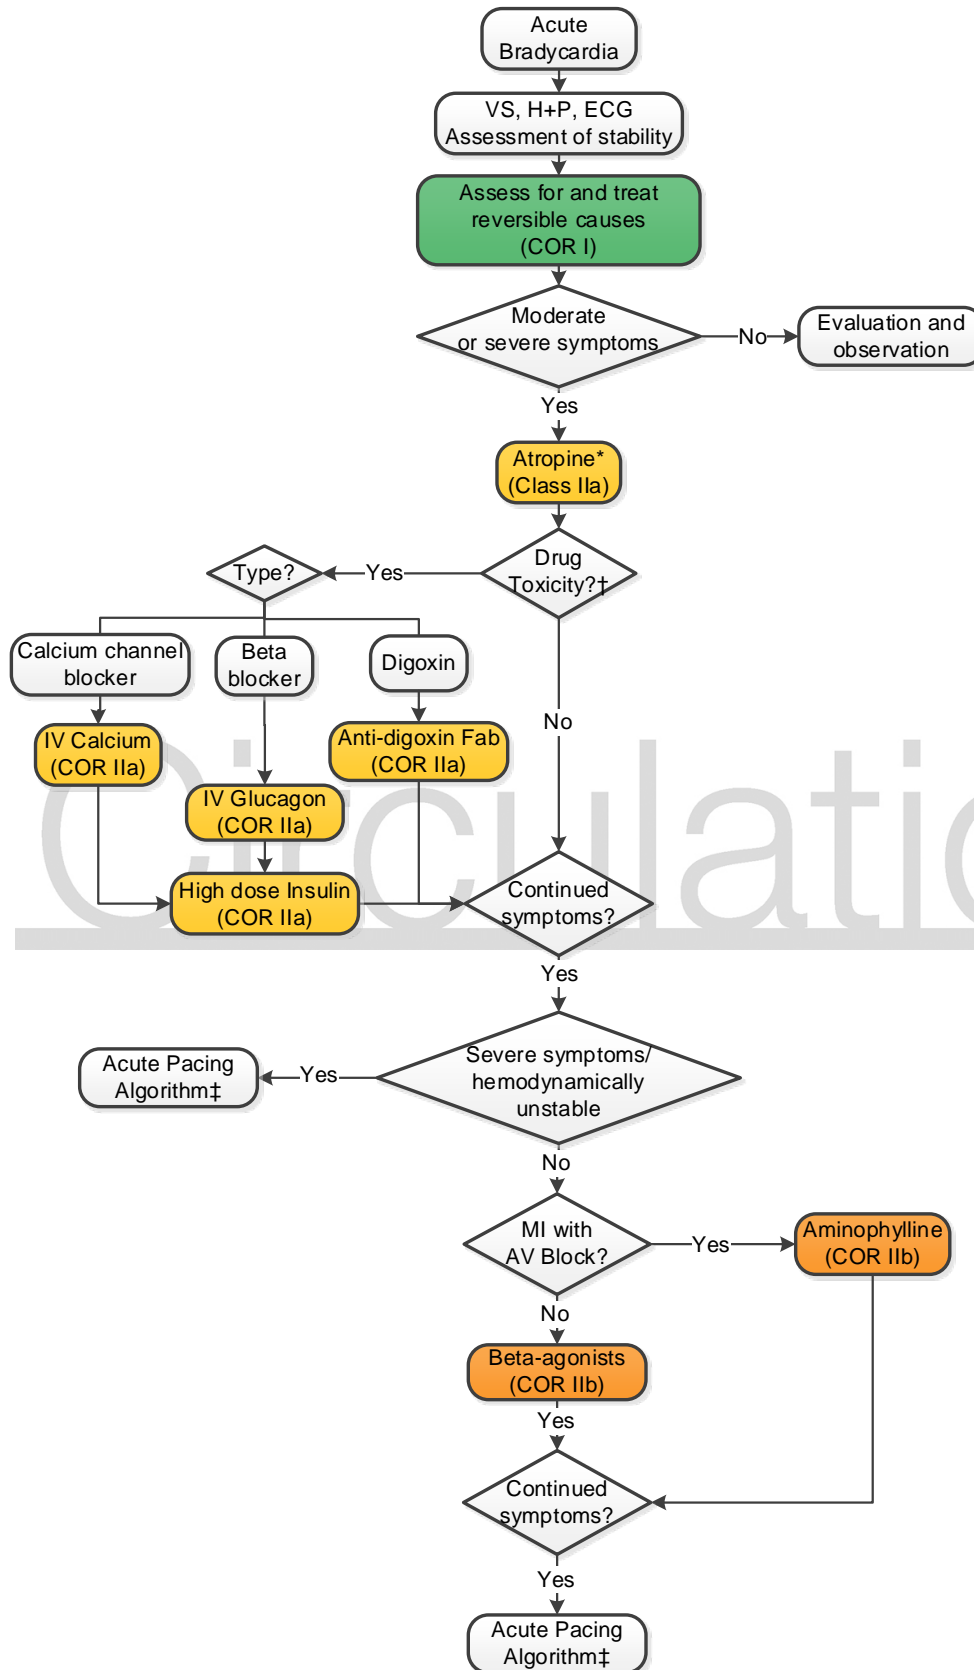 Acute
Bradycardia
VS, H+P, ECG
Assessment of stability
Assess for and treat
reversible causes
(COR I)
Moderate
or severe symptoms
No
Evaluation and
observation
Yes
Atropine*
(Class IIa)
Drug
Toxicity?†
Yes
Type?
Calcium channel
blocker
Beta
blocker
Digoxin
No
IV Calcium
(COR IIa)
Anti-digoxin Fab
(COR IIa)
IV Glucagon
(COR IIa)
High dose Insulin
(COR IIa)
Continued
symptoms?
Circulatio
Yes
Severe symptoms/
hemodynamically
unstable
Yes
Acute Pacing
Algorithm‡
No
MI with
AV Block?
Yes
Aminophylline
(COR IIb)
No
Beta-agonists
(COR IIb)
Yes
Continued
symptoms?
Yes
Acute Pacing
Algorithm‡